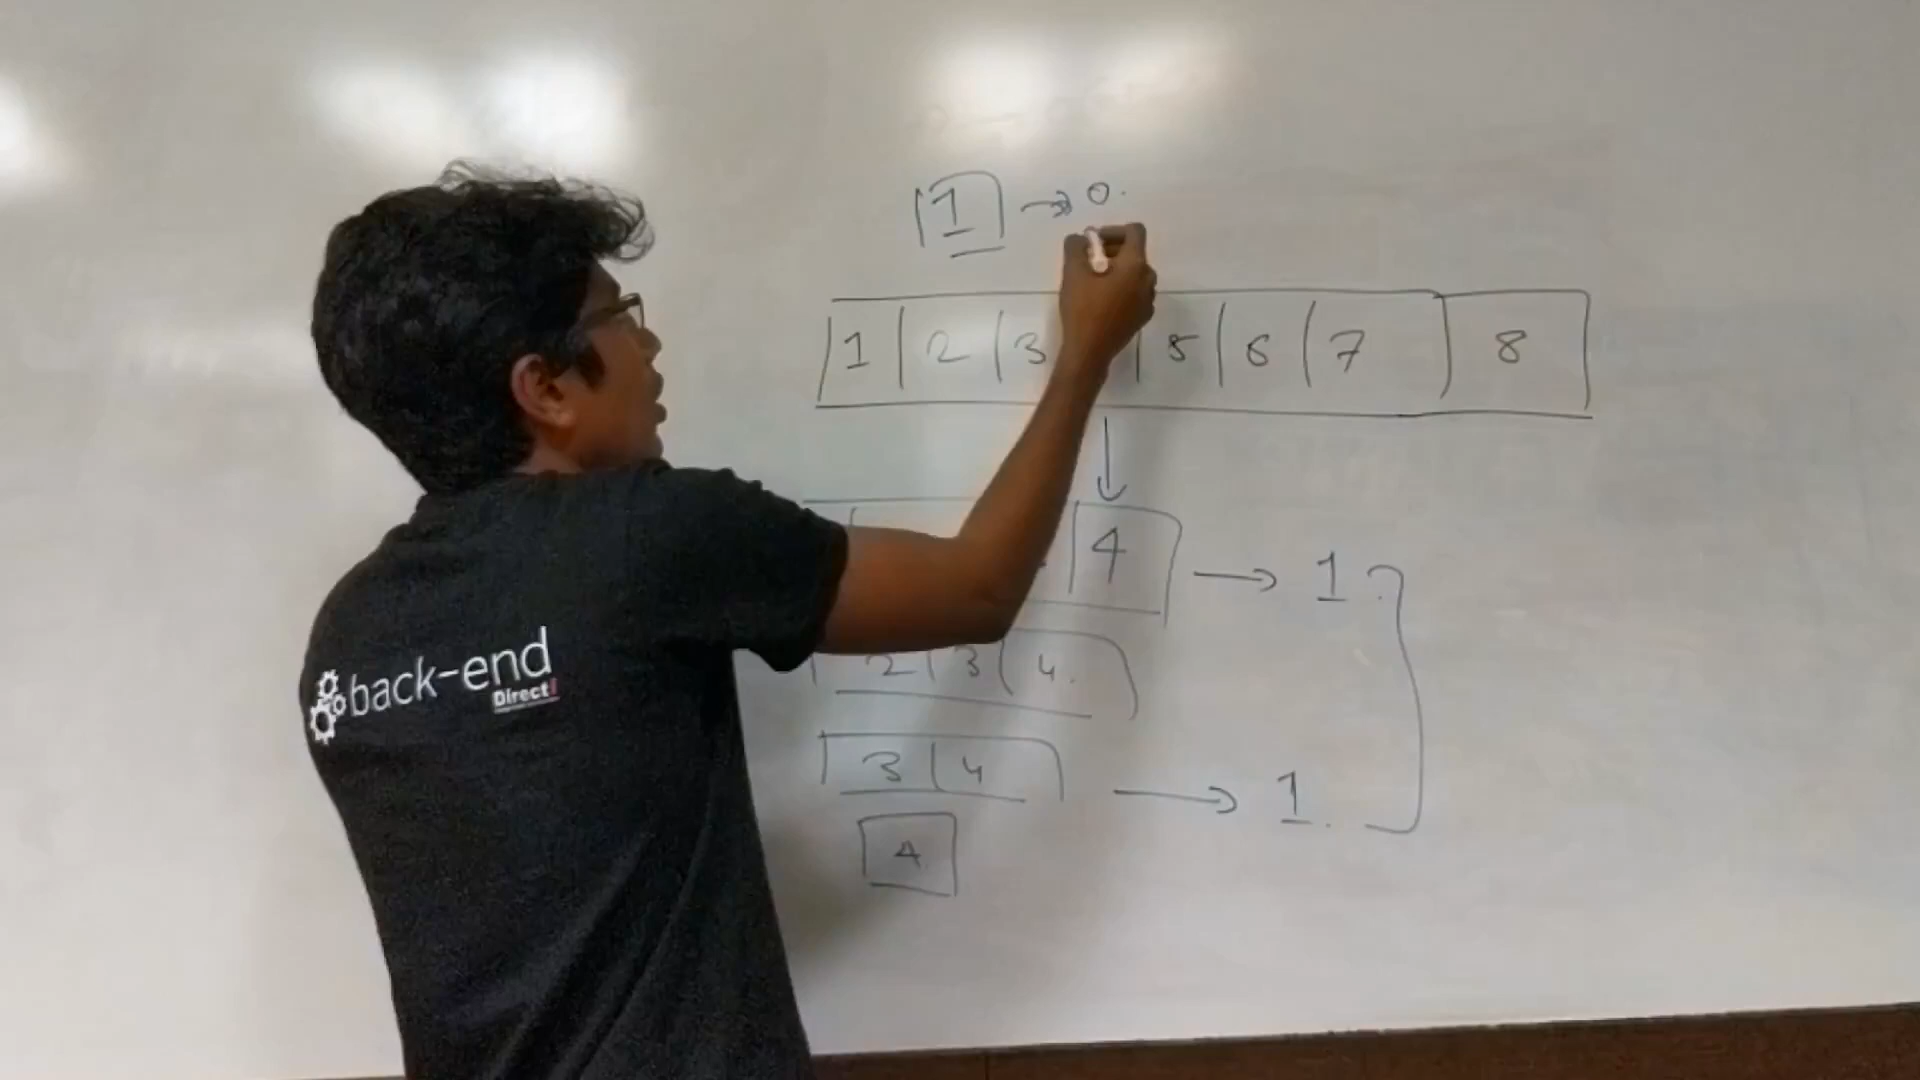 1 → 0.
1 2 3 5 6 7 8
4 → 1.
2 3 4.
3 4 → 1.
4
back-end
Directi